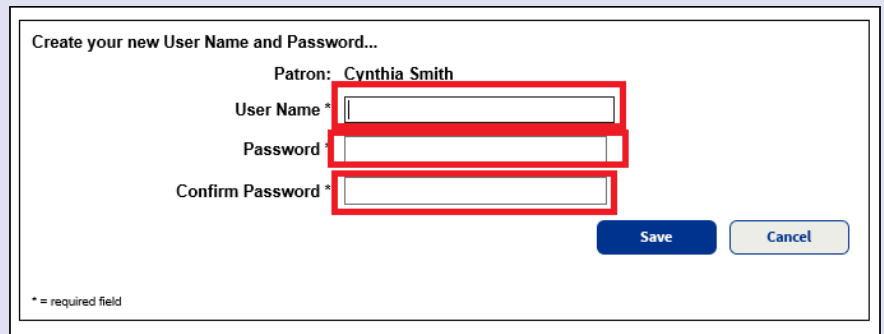 Create your new User Name and Password...
Patron: Cynthia Smith
User Name *
Password *
Confirm Password *
Save Cancel
* = required field